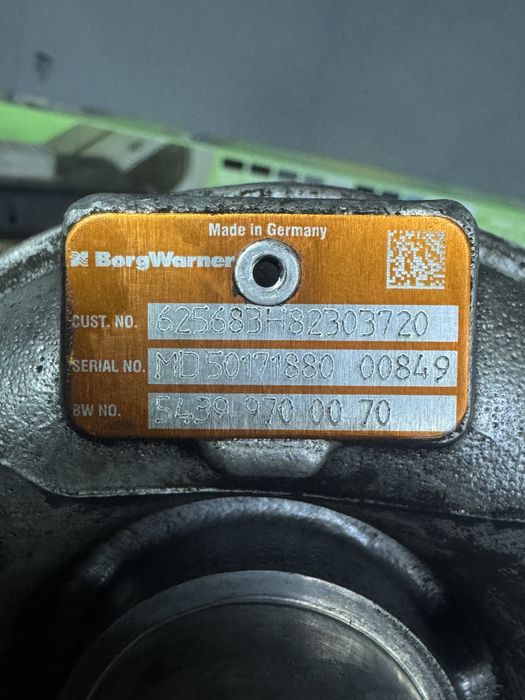 Made in Germany
BorgWarner
CUST. NO. 625683H82303720
SERIAL NO. MD50171880 00849
BW NO. 5439 970 00 70